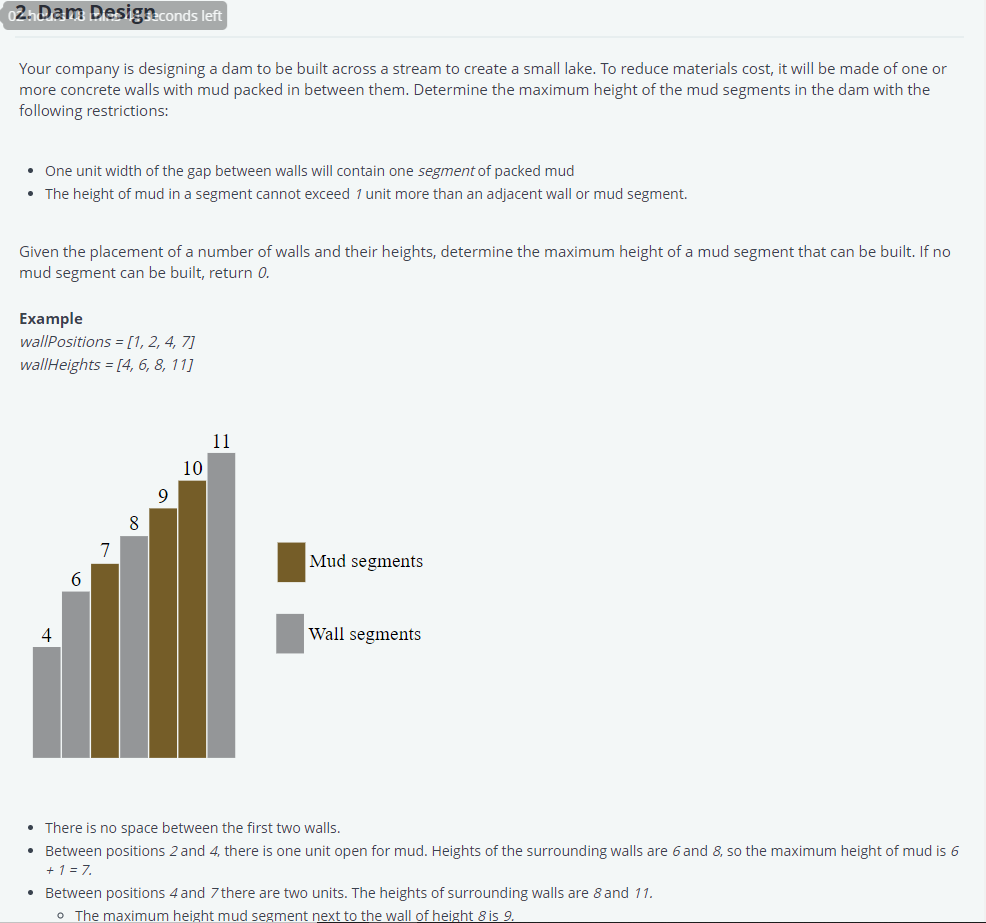 2. Dam Design
seconds left
Your company is designing a dam to be built across a stream to create a small lake. To reduce materials cost, it will be made of one or
more concrete walls with mud packed in between them. Determine the maximum height of the mud segments in the dam with the
following restrictions:
• One unit width of the gap between walls will contain one segment of packed mud
• The height of mud in a segment cannot exceed 1 unit more than an adjacent wall or mud segment.
Given the placement of a number of walls and their heights, determine the maximum height of a mud segment that can be built. If no
mud segment can be built, return 0.
Example
wallPositions = [1, 2, 4, 7]
wallHeights = [4, 6, 8, 11]
11
10
9
8
7
6
4
Mud segments
Wall segments
• There is no space between the first two walls.
• Between positions 2 and 4, there is one unit open for mud. Heights of the surrounding walls are 6 and 8, so the maximum height of mud is 6
+ 1 = 7.
• Between positions 4 and 7 there are two units. The heights of surrounding walls are 8 and 11.
◦ The maximum height mud segment next to the wall of height 8 is 9.